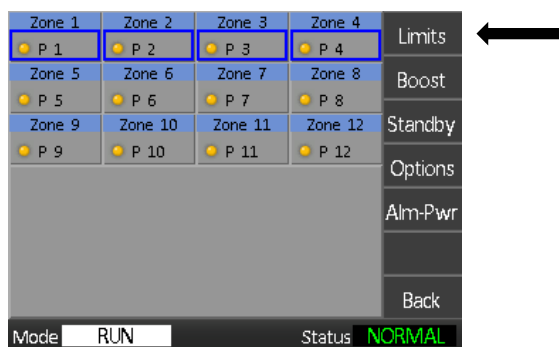 Zone 1 Zone 2 Zone 3 Zone 4
P 1 P 2 P 3 P 4
Zone 5 Zone 6 Zone 7 Zone 8
P 5 P 6 P 7 P 8
Zone 9 Zone 10 Zone 11 Zone 12
P 9 P 10 P 11 P 12
Limits
Boost
Standby
Options
Alm-Pwr
Back
Mode RUN Status NORMAL